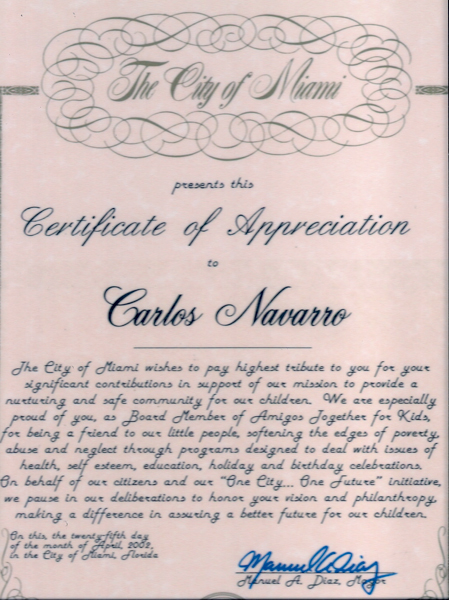 The City of Miami
presents this
Certificate of Appreciation
to
Carlos Navarro
The City of Miami wishes to pay highest tribute to you for your
significant contributions in support of our mission to provide a
nurturing and safe community for our children. We are especially
proud of you, as Board Member of Amigos Together for Kids,
for being a friend to our little people, softening the edges of poverty,
abuse and neglect through programs designed to deal with issues of
health, self esteem, education, holiday and birthday celebrations.
On behalf of our citizens and our "One City... One Future" initiative,
we pause in our deliberations to honor your vision and philanthropy,
making a difference in assuring a better future for our children.
On this, the twenty-fifth day
of the month of April, 2002,
in the City of Miami, Florida
Manuel A. Diaz
Manuel A. Diaz, Mayor